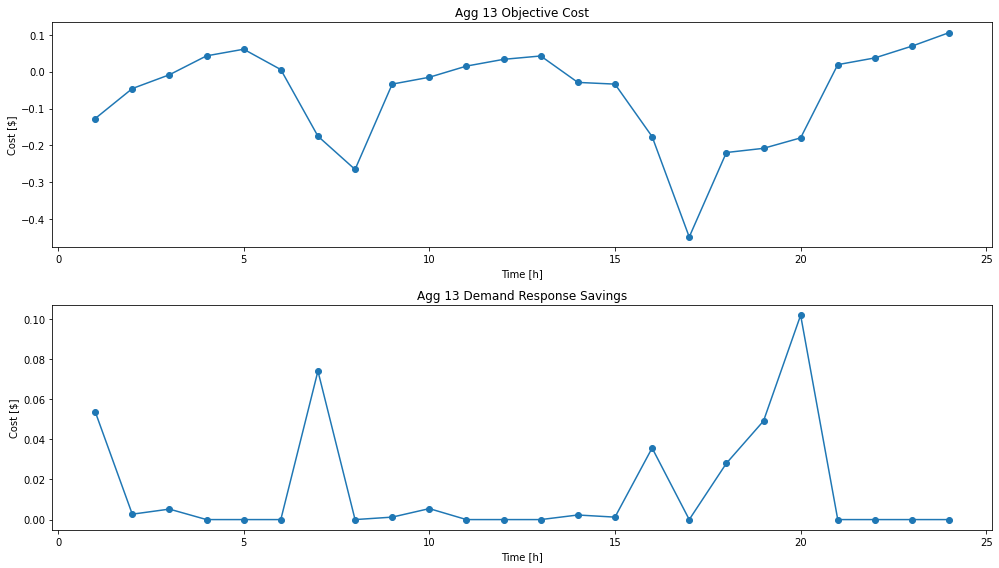 Agg 13 Objective Cost
Cost [$]
0.1
0.0
−0.1
−0.2
−0.3
−0.4
0 5 10 15 20 25
Time [h]
Agg 13 Demand Response Savings
Cost [$]
0.10
0.08
0.06
0.04
0.02
0.00
0 5 10 15 20 25
Time [h]